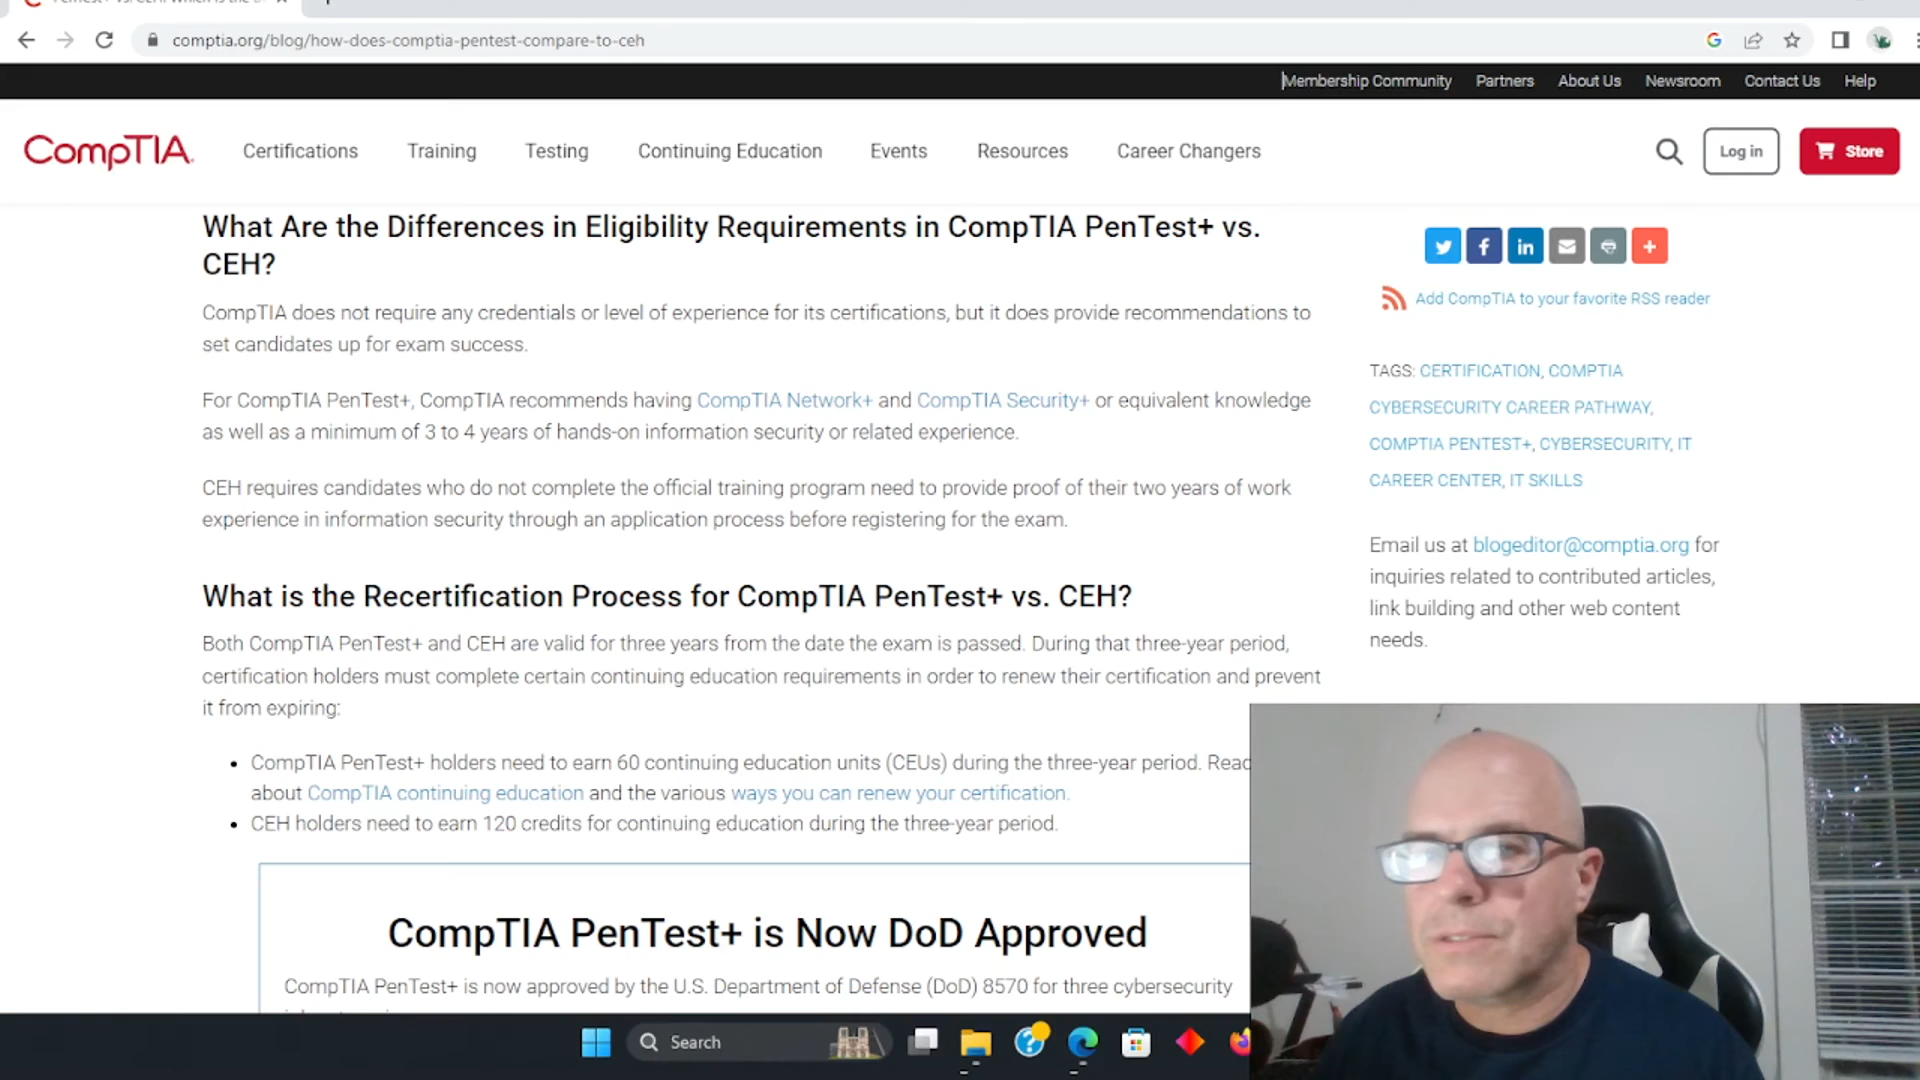 comptia.org/blog/how-does-comptia-pentest-compare-to-ceh
Membership Community Partners About Us Newsroom Contact Us Help
CompTIA. Certifications Training Testing Continuing Education Events Resources Career Changers Log in Store
What Are the Differences in Eligibility Requirements in CompTIA PenTest+ vs.
CEH?
CompTIA does not require any credentials or level of experience for its certifications, but it does provide recommendations to
set candidates up for exam success.
For CompTIA PenTest+, CompTIA recommends having CompTIA Network+ and CompTIA Security+ or equivalent knowledge
as well as a minimum of 3 to 4 years of hands-on information security or related experience.
CEH requires candidates who do not complete the official training program need to provide proof of their two years of work
experience in information security through an application process before registering for the exam.
What is the Recertification Process for CompTIA PenTest+ vs. CEH?
Both CompTIA PenTest+ and CEH are valid for three years from the date the exam is passed. During that three-year period,
certification holders must complete certain continuing education requirements in order to renew their certification and prevent
it from expiring:
• CompTIA PenTest+ holders need to earn 60 continuing education units (CEUs) during the three-year period. Read
about CompTIA continuing education and the various ways you can renew your certification.
• CEH holders need to earn 120 credits for continuing education during the three-year period.
CompTIA PenTest+ is Now DoD Approved
CompTIA PenTest+ is now approved by the U.S. Department of Defense (DoD) 8570 for three cybersecurity
Add CompTIA to your favorite RSS reader
TAGS: CERTIFICATION, COMPTIA
CYBERSECURITY CAREER PATHWAY,
COMPTIA PENTEST+, CYBERSECURITY, IT
CAREER CENTER, IT SKILLS
Email us at blogeditor@comptia.org for
inquiries related to contributed articles,
link building and other web content
needs.
Search